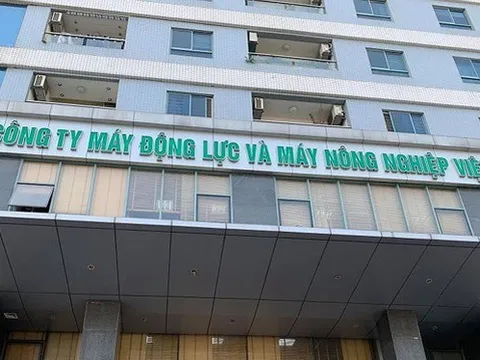 CÔNG TY MÁY ĐỘNG LỰC VÀ MÁY NÔNG NGHIỆP VIỆ